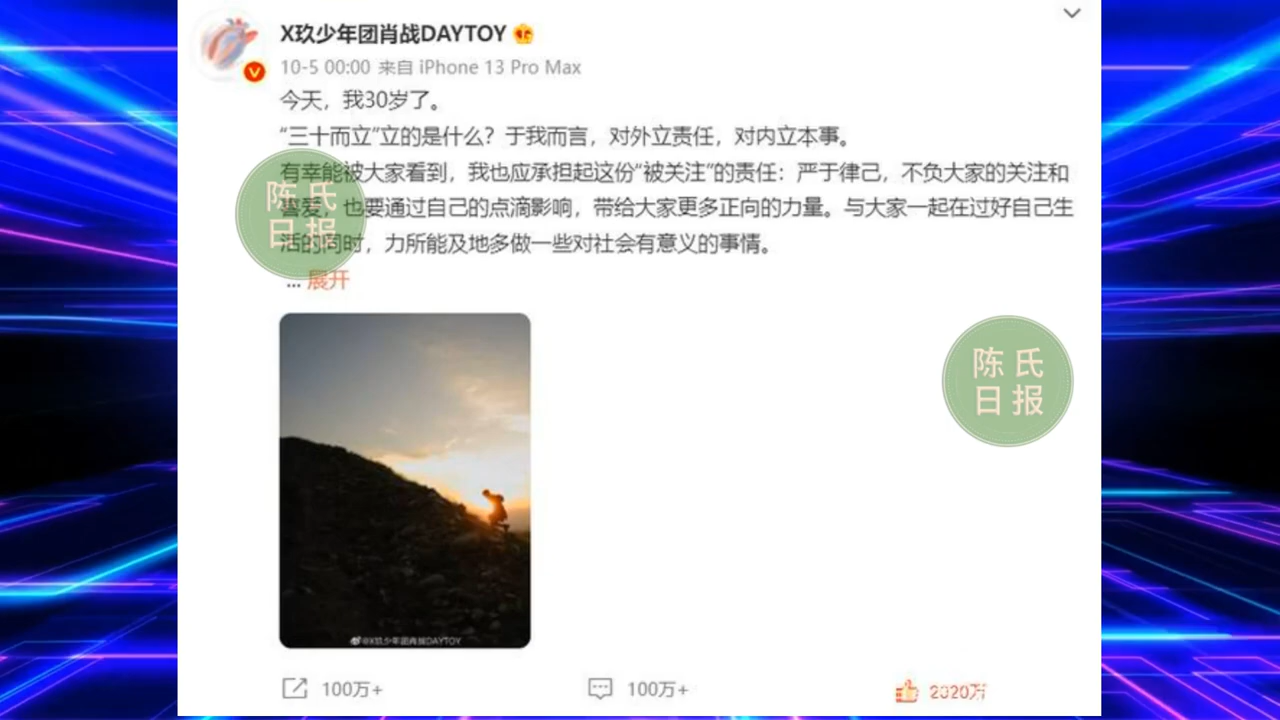 X玖少年团肖战DAYTOY
10-5 00:00 来自 iPhone 13 Pro Max
今天，我30岁了。
“三十而立”立的是什么？于我而言，对外立责任，对内立本事。
有幸能被大家看到，我也应承担起这份“被关注”的责任：严于律己，不负大家的关注和
喜爱，也要通过自己的点滴影响，带给大家更多正向的力量。与大家一起在过好自己生
活的同时，力所能及地多做一些对社会有意义的事情。
... 展开
陈氏
日报
陈氏
日报
@X玖少年团肖战DAYTOY
100万+
100万+
2320万